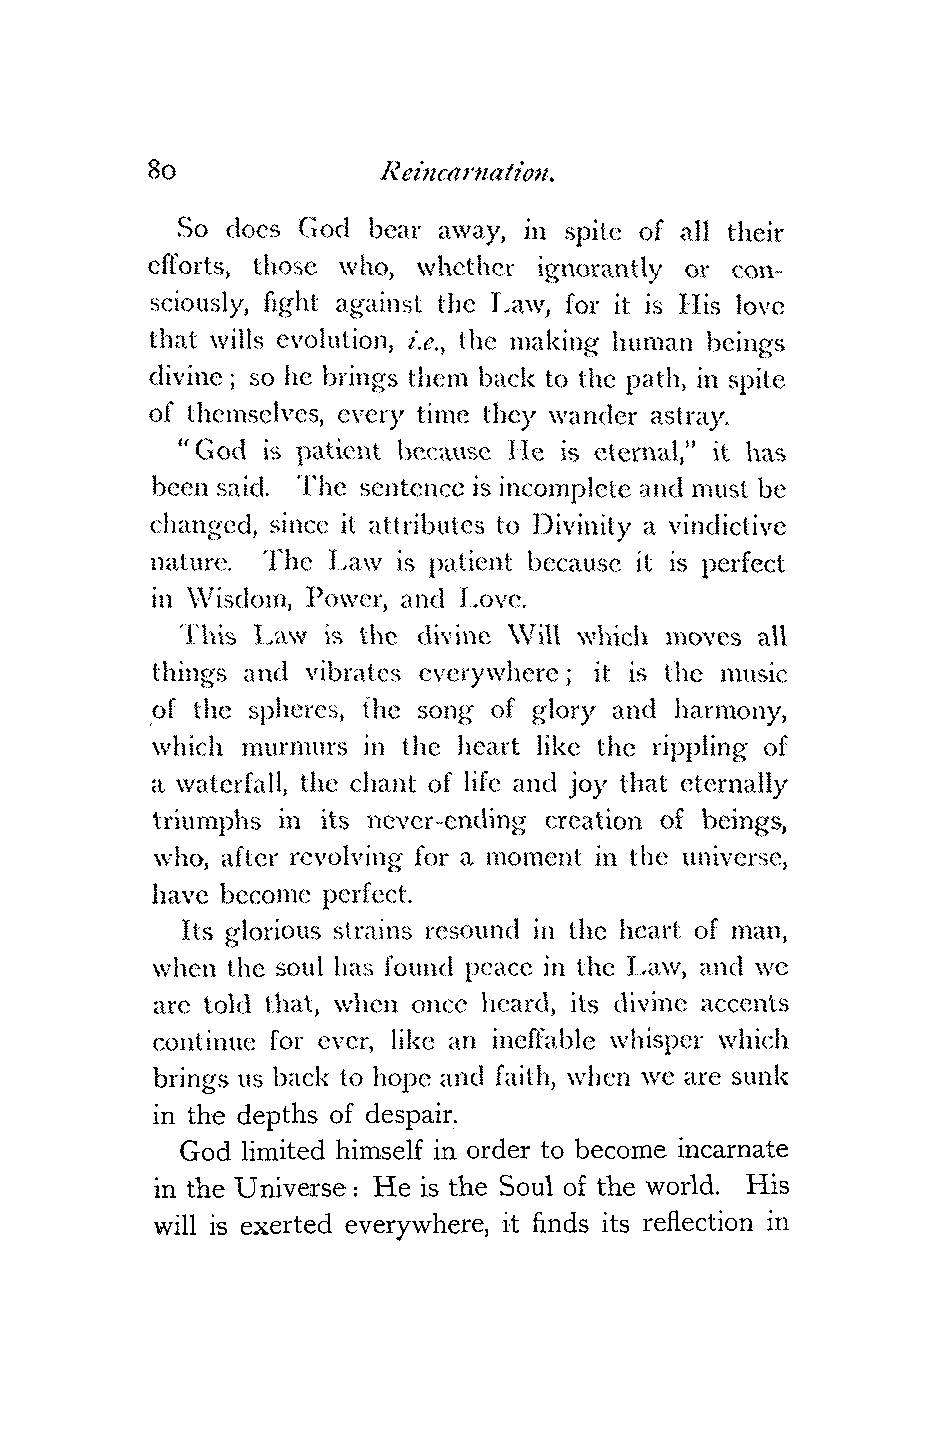 80 Reincarnation.
So does God bear away, in spite of all their
efforts, those who, whether ignorantly or con-
sciously, fight against the Law, for it is His love
that wills evolution, i.e., the making human beings
divine ; so he brings them back to the path, in spite
of themselves, every time they wander astray.
“God is patient because He is eternal,” it has
been said. The sentence is incomplete and must be
changed, since it attributes to Divinity a vindictive
nature. The Law is patient because it is perfect
in Wisdom, Power, and Love.
This Law is the divine Will which moves all
things and vibrates everywhere ; it is the music
of the spheres, the song of glory and harmony,
which murmurs in the heart like the rippling of
a waterfall, the chant of life and joy that eternally
triumphs in its never-ending creation of beings,
who, after revolving for a moment in the universe,
have become perfect.
Its glorious strains resound in the heart of man,
when the soul has found peace in the Law, and we
are told that, when once heard, its divine accents
continue for ever, like an ineffable whisper which
brings us back to hope and faith, when we are sunk
in the depths of despair.
God limited himself in order to become incarnate
in the Universe : He is the Soul of the world. His
will is exerted everywhere, it finds its reflection in